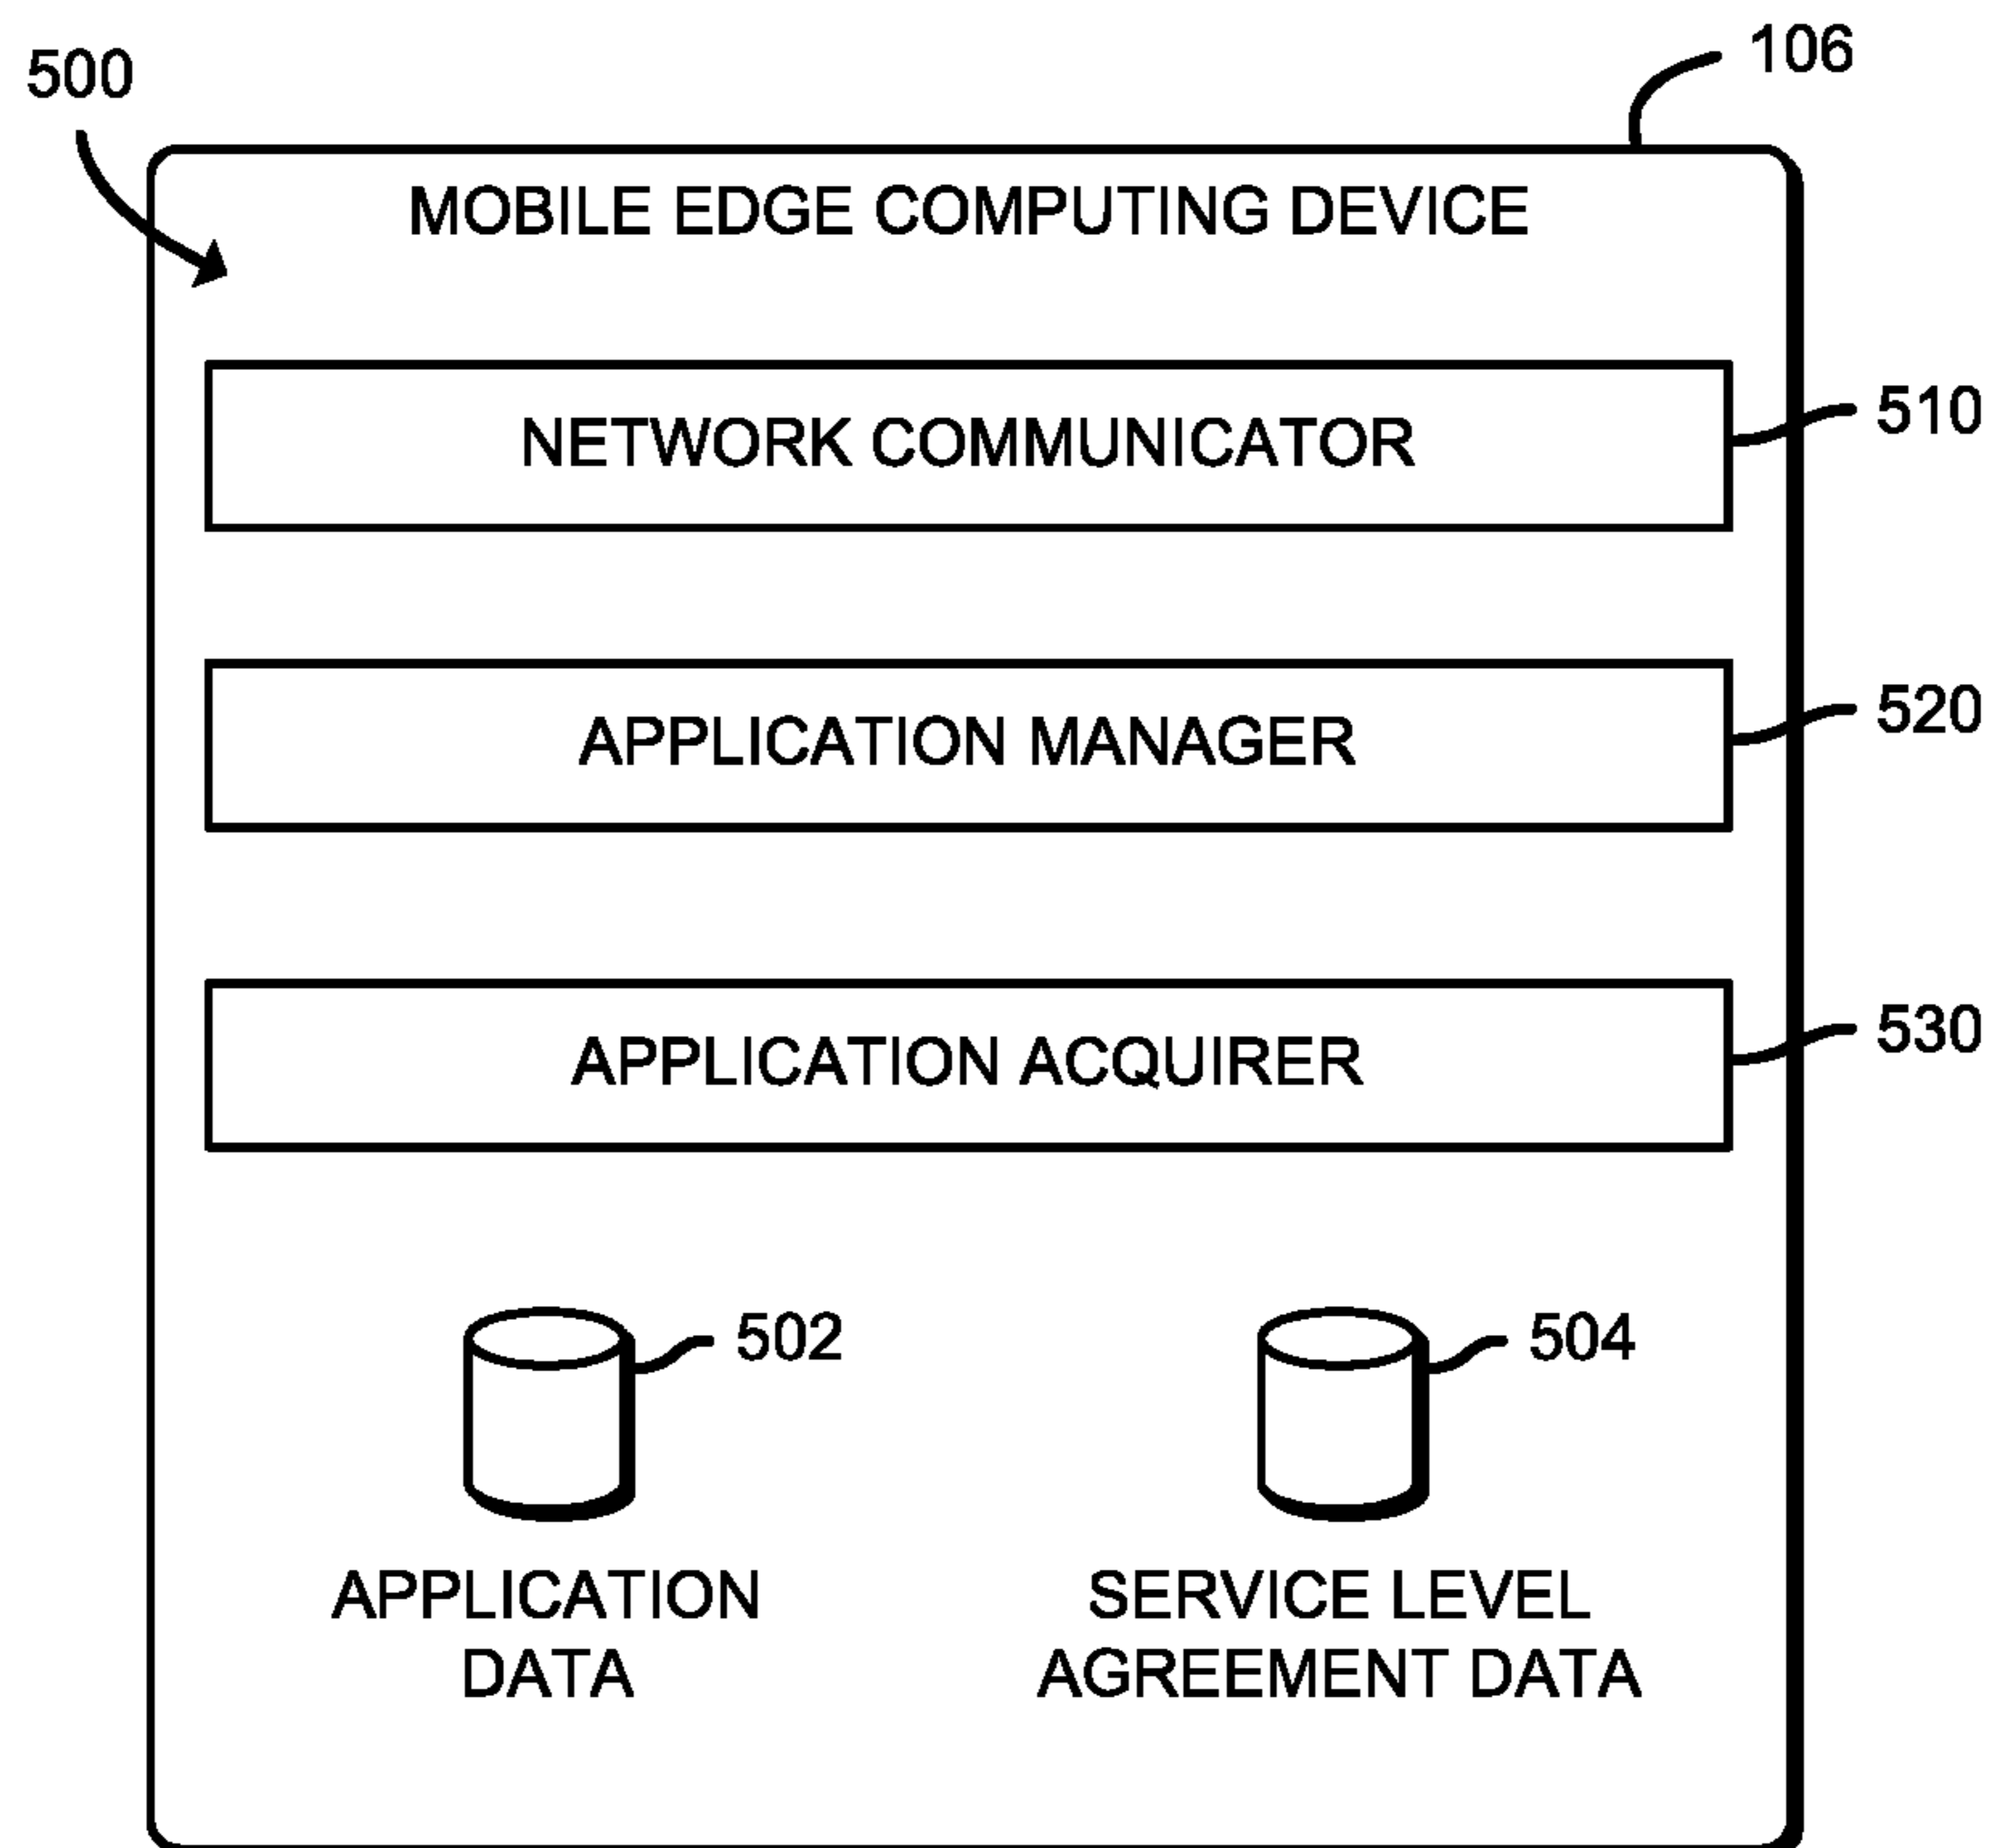 106
500
MOBILE EDGE COMPUTING DEVICE
NETWORK COMMUNICATOR
510
APPLICATION MANAGER
520
APPLICATION ACQUIRER
530
502
504
APPLICATION
DATA
SERVICE LEVEL
AGREEMENT DATA